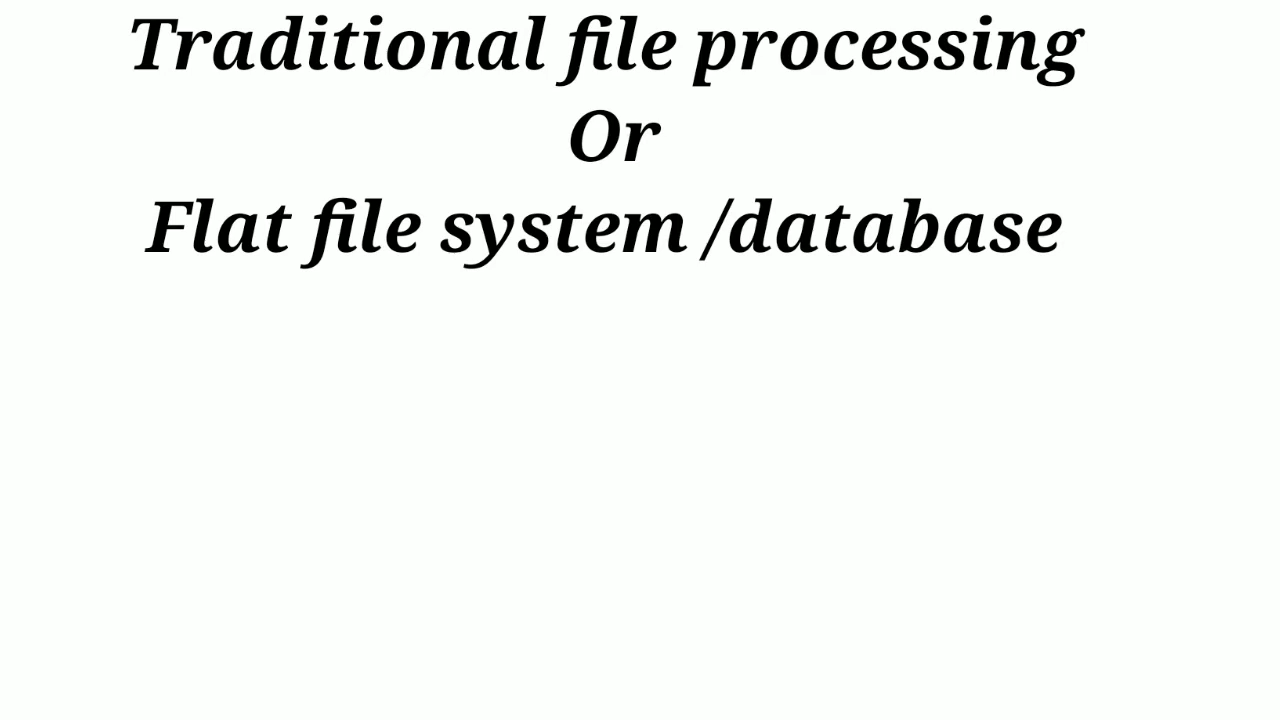 Traditional file processing
Or
Flat file system /database